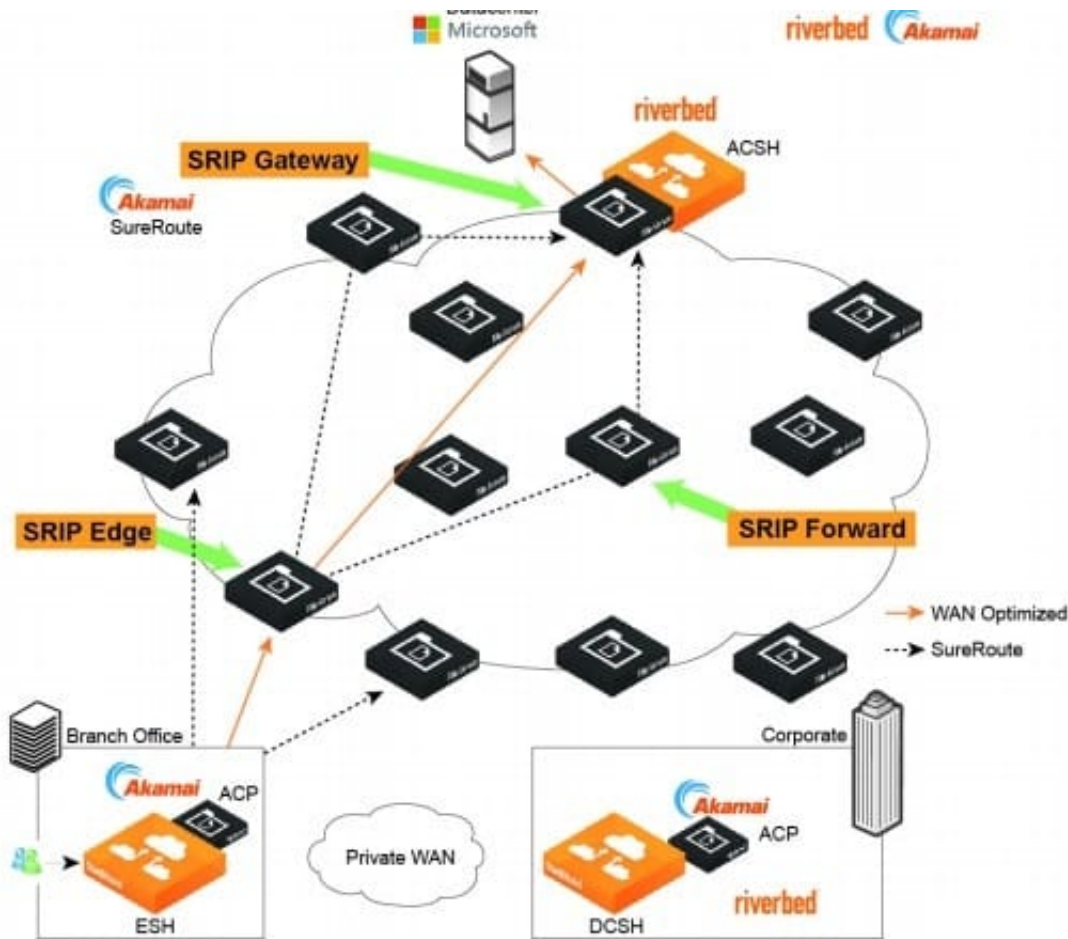 Datacenter
Microsoft
riverbed Akamai
riverbed
ACSH
SRIP Gateway
Akamai
SureRoute
SRIP Edge
SRIP Forward
WAN Optimized
SureRoute
Branch Office
Corporate
Akamai
ACP
Akamai
ACP
Private WAN
riverbed
ESH
DCSH